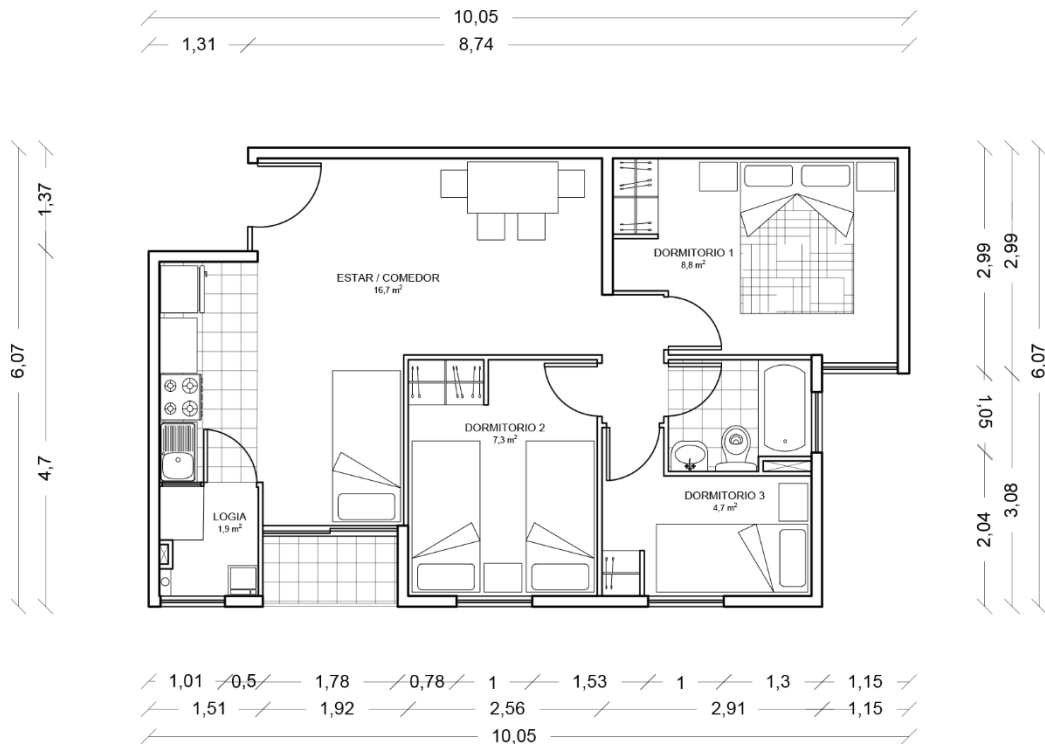 10,05
1,31
8,74
1,37
6,07
4,7
2,99
2,99
1,05
6.07
2,04
3,08
DORMITORIO 1
8,8 m²
ESTAR / COMEDOR
16,7 m²
DORMITORIO 2
7,3 m²
DORMITORIO 3
4,7 m²
LOGIA
1,9 m²
1,01
0,5
1,78
0,78
1
1,53
1
1,3
1,15
1,51
1,92
2,56
2,91
1,15
10,05